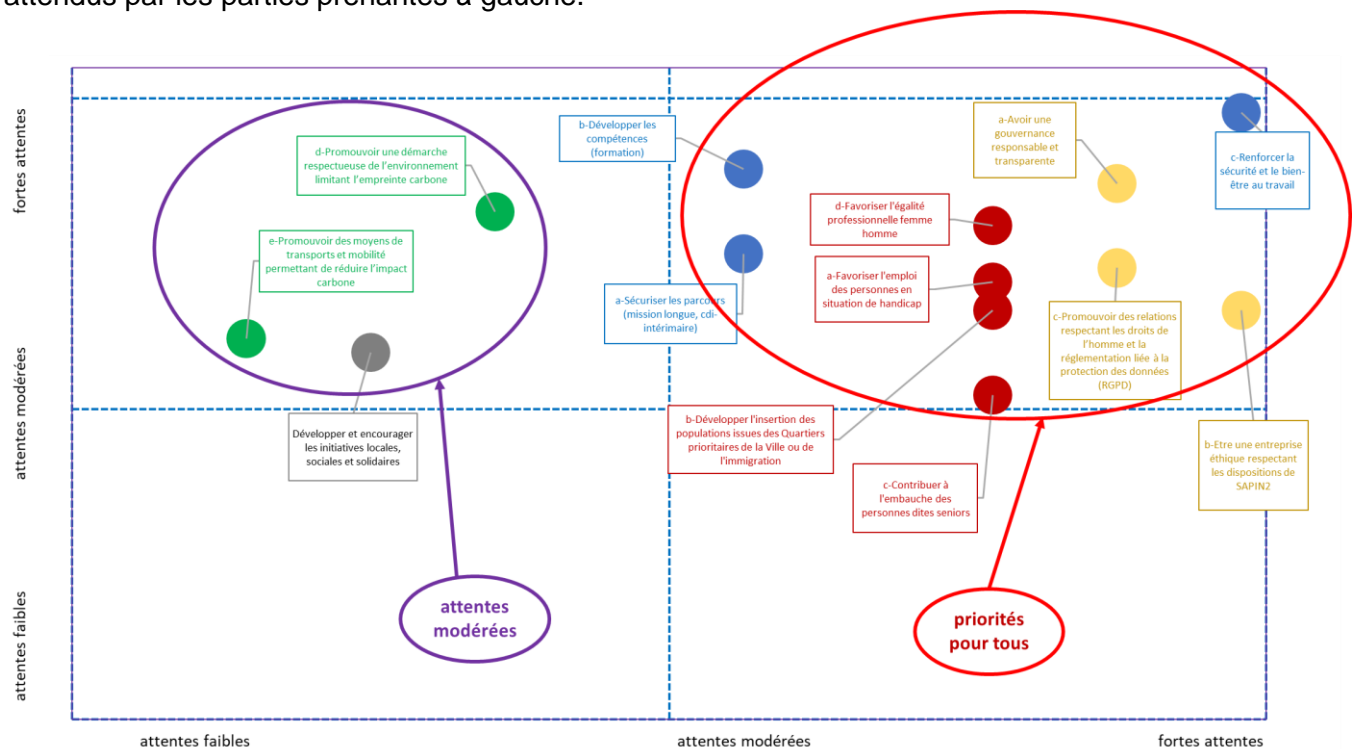 attendus par les parties prenantes à gauche.
fortes attentes
attentes modérées
attentes faibles
d-Promouvoir une démarche
respectueuse de l'environnement
limitant l'empreinte carbone
e-Promouvoir des moyens de
transports et mobilité
permettant de réduire l'impact
carbone
Développer et encourager
les initiatives locales,
sociales et solidaires
attentes
modérées
b-Développer les
compétences
(formation)
a-Sécuriser les parcours
(mission longue, cdi-
intérimaire)
a-Avoir une
gouvernance
responsable et
transparente
c-Renforcer la
sécurité et le bien-
être au travail
d-Favoriser l'égalité
professionnelle femme
homme
a-Favoriser l'emploi
des personnes en
situation de handicap
c-Promouvoir des relations
respectant les droits de
l'homme et la
réglementation liée à la
protection des données
(RGPD)
b-Développer l'insertion des
populations issues des Quartiers
prioritaires de la Ville ou de
l'immigration
c-Contribuer à
l'embauche des
personnes dites seniors
b-Etre une entreprise
éthique respectant
les dispositions de
SAPIN2
priorités
pour tous
attentes faibles
attentes modérées
fortes attentes